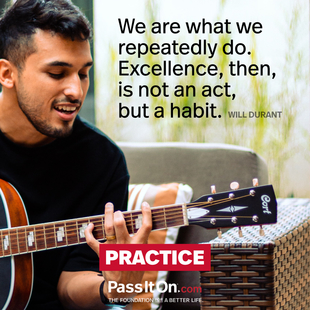 We are what we
repeatedly do.
Excellence, then,
is not an act,
but a habit. WILL DURANT
Cort
PRACTICE
PassItOn.com
THE FOUNDATION FOR A BETTER LIFE